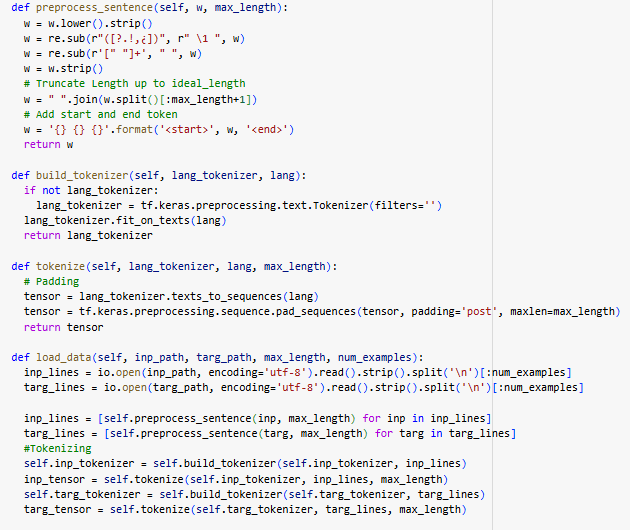 def preprocess_sentence(self, w, max_length):
  w = w.lower().strip()
  w = re.sub(r"([?.!,¿])", r" \1 ", w)
  w = re.sub(r'[" "]+', " ", w)
  w = w.strip()
  # Truncate Length up to ideal_length
  w = " ".join(w.split()[:max_length+1])
  # Add start and end token
  w = '{} {} {}'.format('<start>', w, '<end>')
  return w

def build_tokenizer(self, lang_tokenizer, lang):
  if not lang_tokenizer:
    lang_tokenizer = tf.keras.preprocessing.text.Tokenizer(filters='')
  lang_tokenizer.fit_on_texts(lang)
  return lang_tokenizer

def tokenize(self, lang_tokenizer, lang, max_length):
  # Padding
  tensor = lang_tokenizer.texts_to_sequences(lang)
  tensor = tf.keras.preprocessing.sequence.pad_sequences(tensor, padding='post', maxlen=max_length)
  return tensor

def load_data(self, inp_path, targ_path, max_length, num_examples):
  inp_lines = io.open(inp_path, encoding='utf-8').read().strip().split('\n')[:num_examples]
  targ_lines = io.open(targ_path, encoding='utf-8').read().strip().split('\n')[:num_examples]

  inp_lines = [self.preprocess_sentence(inp, max_length) for inp in inp_lines]
  targ_lines = [self.preprocess_sentence(targ, max_length) for targ in targ_lines]
  #Tokenizing
  self.inp_tokenizer = self.build_tokenizer(self.inp_tokenizer, inp_lines)
  inp_tensor = self.tokenize(self.inp_tokenizer, inp_lines, max_length)
  self.targ_tokenizer = self.build_tokenizer(self.targ_tokenizer, targ_lines)
  targ_tensor = self.tokenize(self.targ_tokenizer, targ_lines, max_length)